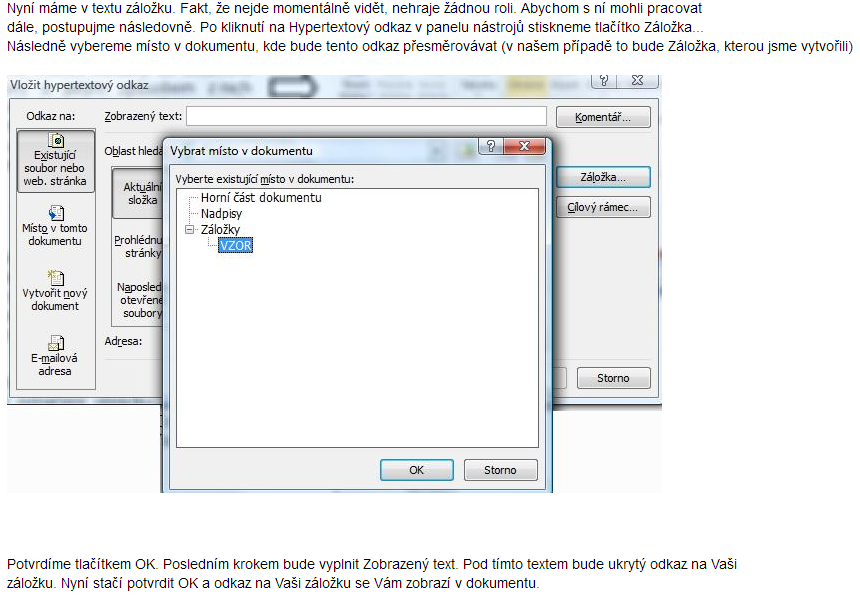 Nyní máme v textu záložku. Fakt, že nejde momentálně vidět, nehraje žádnou roli. Abychom s ní mohli pracovat
dále, postupujme následovně. Po kliknutí na Hypertextový odkaz v panelu nástrojů stiskneme tlačítko Záložka...
Následně vybereme místo v dokumentu, kde bude tento odkaz přesměrovávat (v našem případě to bude Záložka, kterou jsme vytvořili)
Vložit hypertextový odkaz
Odkaz na:
Zobrazený text:
Komentář...
Existující
soubor nebo
web. stránka
Místo v tomto
dokumentu
Vytvořit nový
dokument
E-mailová
adresa
Oblast hledá
Aktuální
složka
Prohlédnu
stránky
Naposled
otevřené
soubory
Adresa:
Záložka...
Cílový rámec...
Storno
Vybrat místo v dokumentu
Vyberte existující místo v dokumentu:
Horní část dokumentu
Nadpisy
Záložky
VZOR
OK
Storno
Potvrdíme tlačítkem OK. Posledním krokem bude vyplnit Zobrazený text. Pod tímto textem bude ukrytý odkaz na Vaši
záložku. Nyní stačí potvrdit OK a odkaz na Vaši záložku se Vám zobrazí v dokumentu.